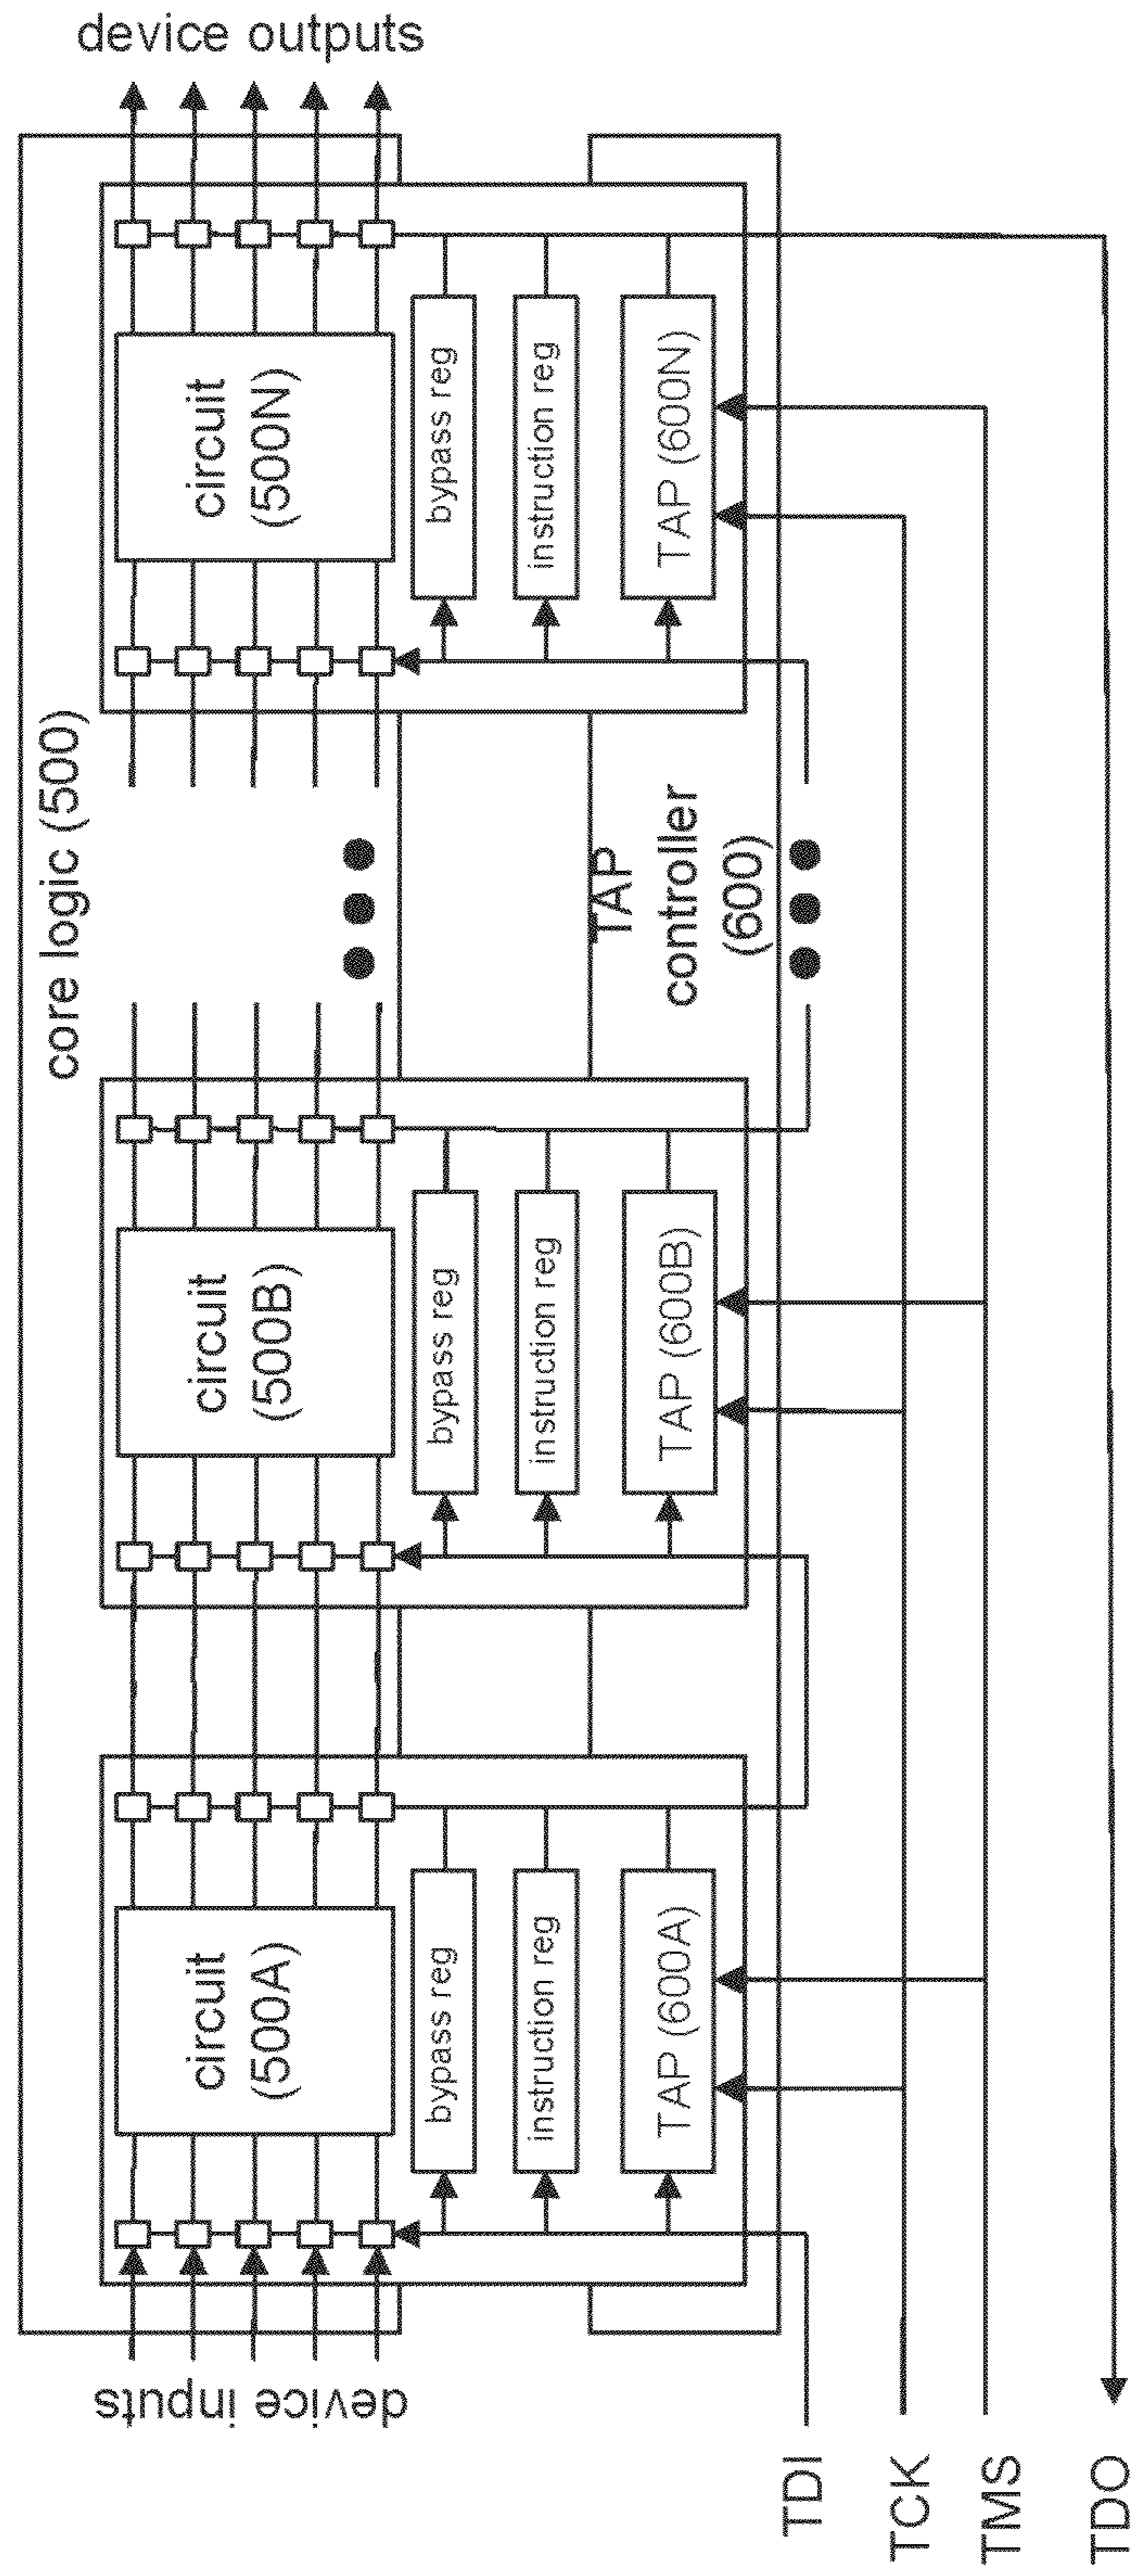 device outputs
core logic (500)
circuit
(500N)
bypass reg
instruction reg
TAP (600N)
TAP
controller
(600)
circuit
(500B)
bypass reg
instruction reg
TAP (600B)
circuit
(500A)
bypass reg
instruction reg
TAP (600A)
device inputs
TDI
TCK
TMS
TDO